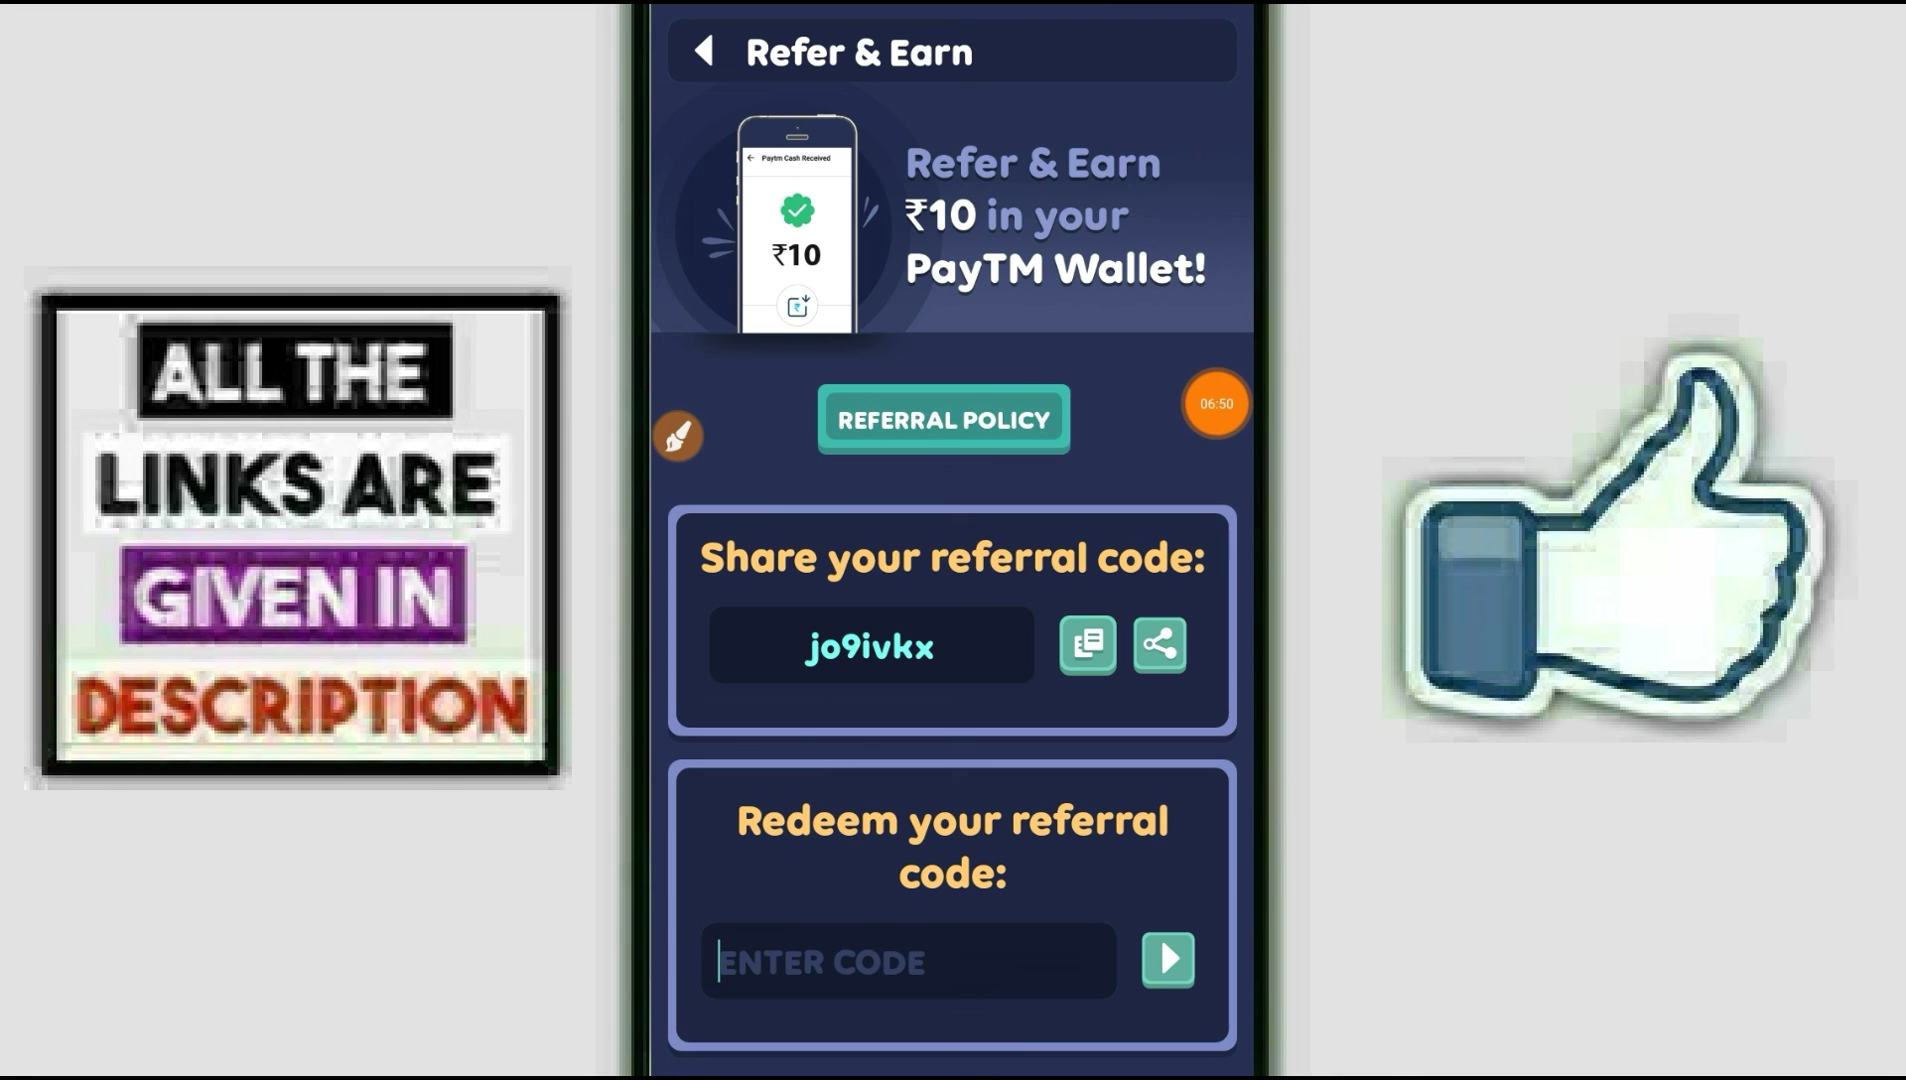 ALL THE
LINKS ARE
GIVEN IN
DESCRIPTION
Refer & Earn
Paytm Cash Received
₹10
Refer & Earn
₹10 in your
PayTM Wallet!
REFERRAL POLICY
06:50
Share your referral code:
jo9ivkx
Redeem your referral
code:
ENTER CODE